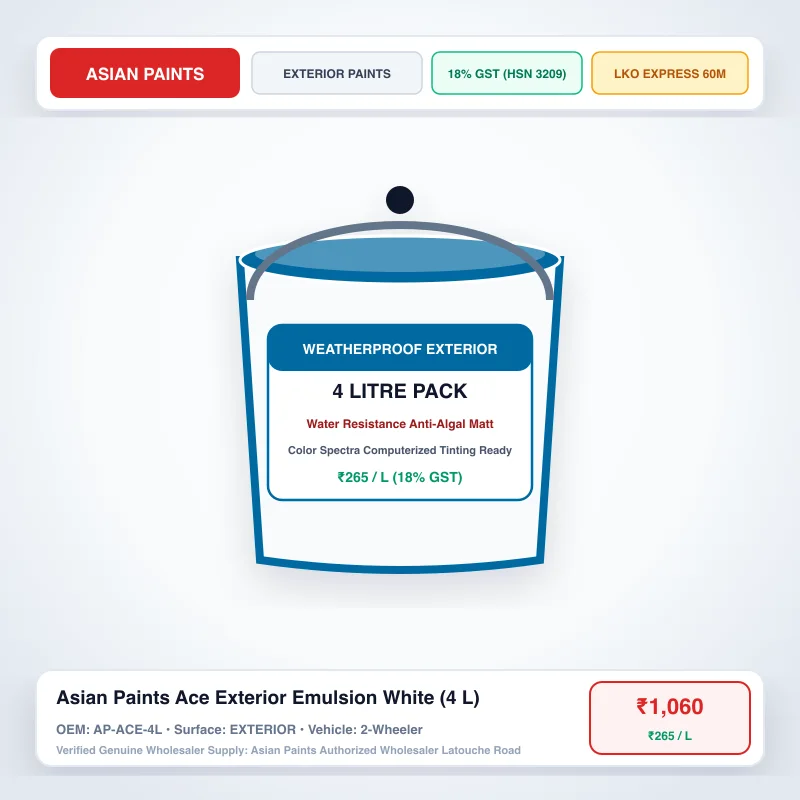 ASIAN PAINTS
EXTERIOR PAINTS
18% GST (HSN 3209)
LKO EXPRESS 60M
WEATHERPROOF EXTERIOR
4 LITRE PACK
Water Resistance Anti-Algal Matt
Color Spectra Computerized Tinting Ready
₹265 / L (18% GST)
Asian Paints Ace Exterior Emulsion White (4 L)
OEM: AP-ACE-4L • Surface: EXTERIOR • Vehicle: 2-Wheeler
Verified Genuine Wholesaler Supply: Asian Paints Authorized Wholesaler Latouche Road
₹1,060
₹265 / L